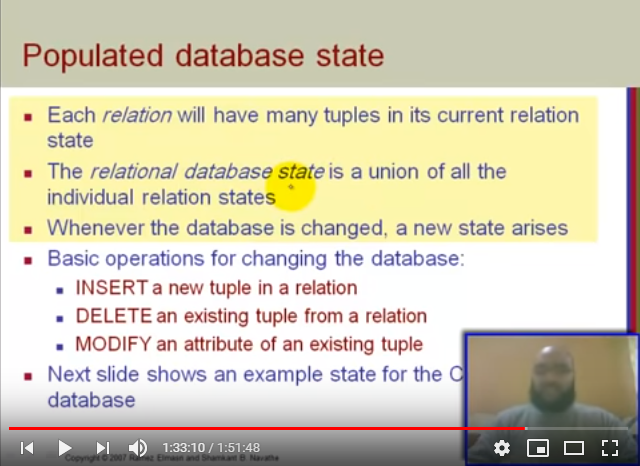 Populated database state
Each relation will have many tuples in its current relation
state
The relational database state is a union of all the
individual relation states
Whenever the database is changed, a new state arises
Basic operations for changing the database:
INSERT a new tuple in a relation
DELETE an existing tuple from a relation
MODIFY an attribute of an existing tuple
Next slide shows an example state for the C
database
1:33:10 / 1:51:48
Copyright © 2007 Ramez Elmasri and Shamkant B. Navathe